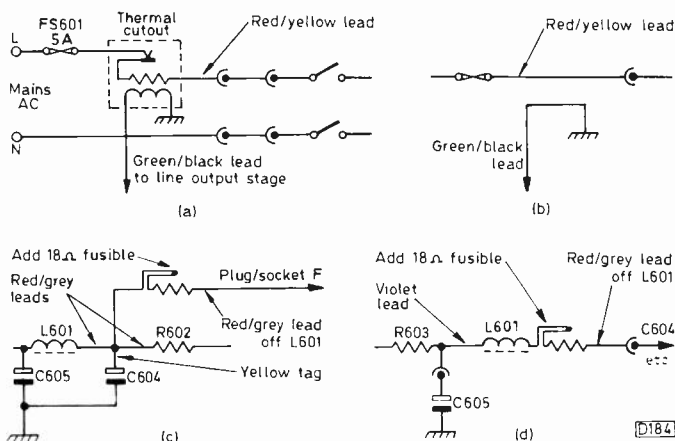 FS601
5A
L
Thermal
cutout
Red/yellow lead
Mains
AC
N
Green/black lead
to line output stage
(a)
Red/yellow lead
Green/black
lead
(b)
Add 18Ω fusible
Plug/socket F
Red/grey
leads
L601
R602
Red/grey lead
off L601
C605
C604
Yellow tag
(c)
Add 18Ω fusible
Red/grey lead
off L601
Violet
lead
R603
L601
C604
etc
C605
(d)
D184